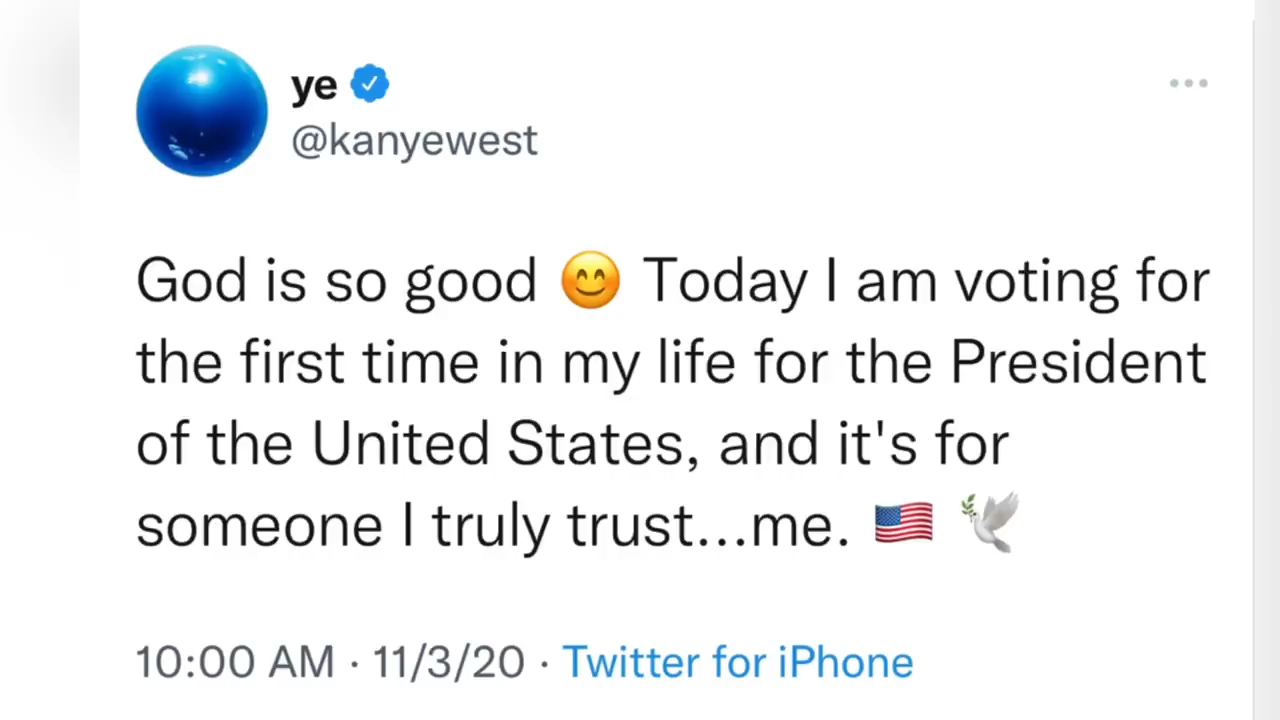 ye
@kanyewest
God is so good 😊 Today I am voting for
the first time in my life for the President
of the United States, and it's for
someone I truly trust...me. 🇺🇸 🕊️
10:00 AM · 11/3/20 · Twitter for iPhone